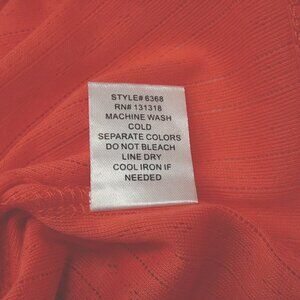 STYLE# 6368
RN# 131318
MACHINE WASH
COLD
SEPARATE COLORS
DO NOT BLEACH
LINE DRY
COOL IRON IF
NEEDED